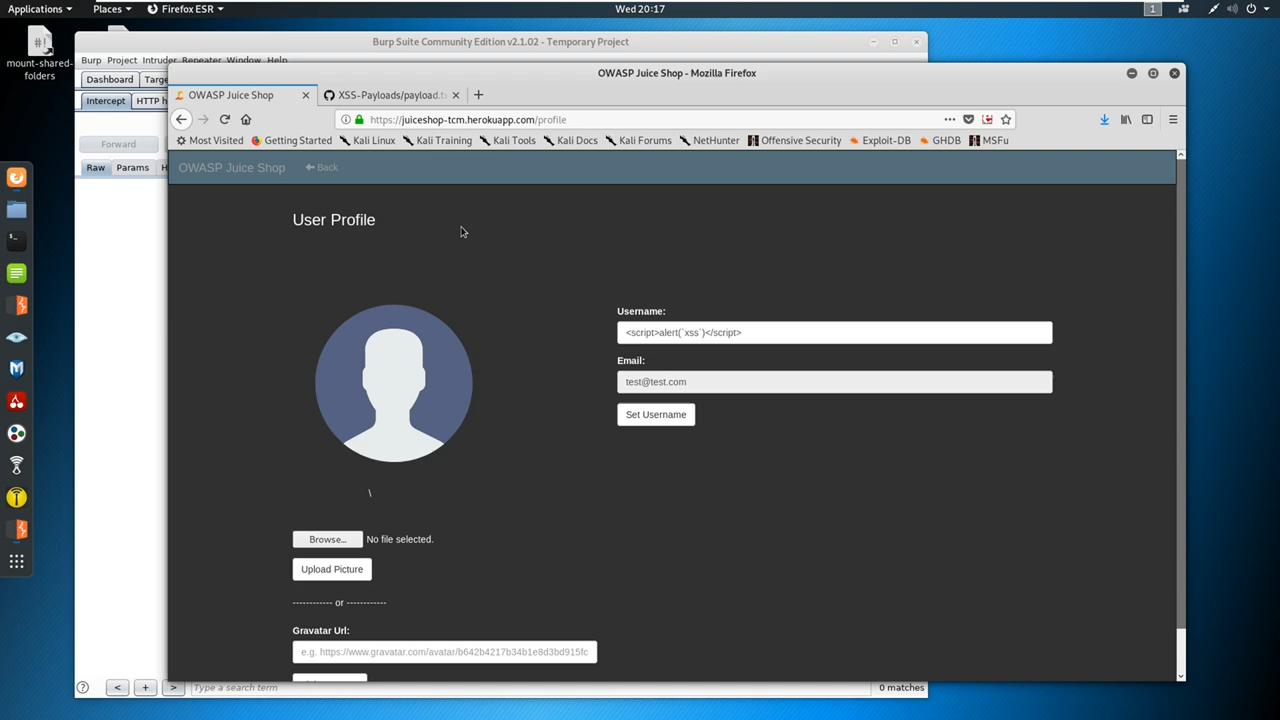 Applications Places Firefox ESR Wed 20:17 1
mount-shared-
folders
Burp Suite Community Edition v2.1.02 - Temporary Project
Burp Project Intruder Repeater Window Help
Dashboard Targe
Intercept HTTP h
Forward
Raw Params H
OWASP Juice Shop - Mozilla Firefox
OWASP Juice Shop XSS-Payloads/payload.t
https://juiceshop-tcm.herokuapp.com/profile
Most Visited Getting Started Kali Linux Kali Training Kali Tools Kali Docs Kali Forums NetHunter Offensive Security Exploit-DB GHDB MSFu
OWASP Juice Shop Back
User Profile
Username:
<script>alert(`xss`)</script>
Email:
test@test.com
Set Username
\
Browse... No file selected.
Upload Picture
------------ or ------------
Gravatar Url:
e.g. https://www.gravatar.com/avatar/b642b4217b34b1e8d3bd915fc
? < + > Type a search term 0 matches